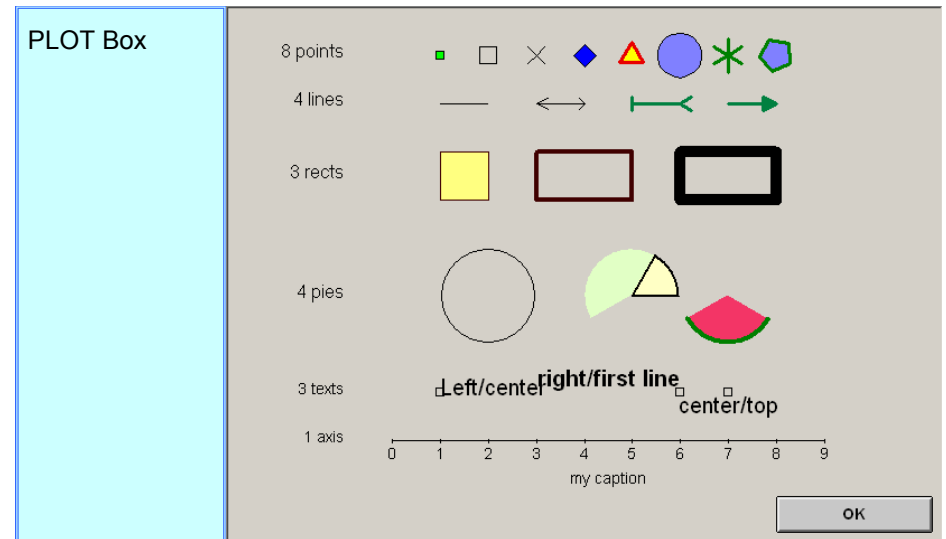 PLOT Box
8 points
4 lines
3 rects
4 pies
3 texts
Left/center
right/first line
center/top
1 axis
0 1 2 3 4 5 6 7 8 9
my caption
OK